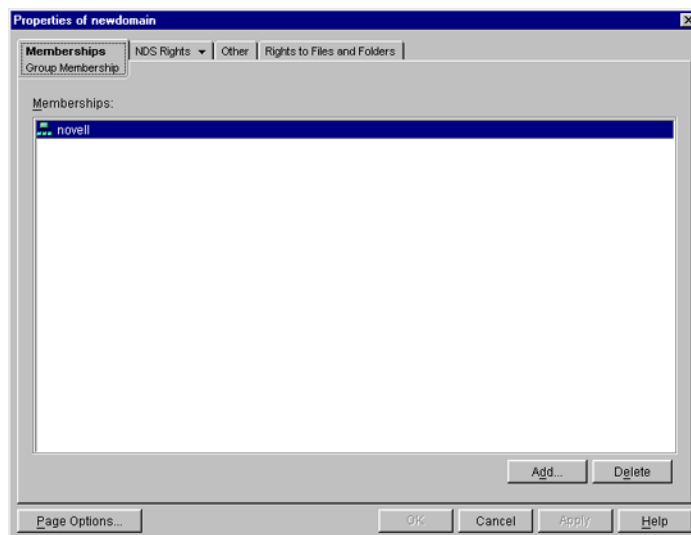 Properties of newdomain
Memberships NDS Rights Other Rights to Files and Folders
Group Membership
Memberships:
novell
Add... Delete
Page Options... OK Cancel Apply Help